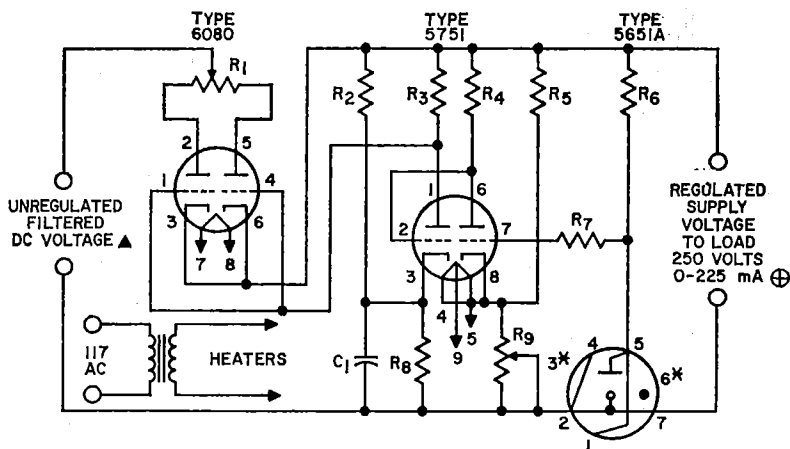 TYPE
6080
TYPE
5751
TYPE
5651A
R1
R2
R3
R4
R5
R6
2
5
1
4
3
6
7
8
1
6
2
7
3
8
4
5
9
R7
UNREGULATED
FILTERED
DC VOLTAGE ▲
REGULATED
SUPPLY
VOLTAGE
TO LOAD
250 VOLTS
0-225 mA ⊕
117
AC
HEATERS
C1
R8
R9
3*
4
5
6*
2
7
1